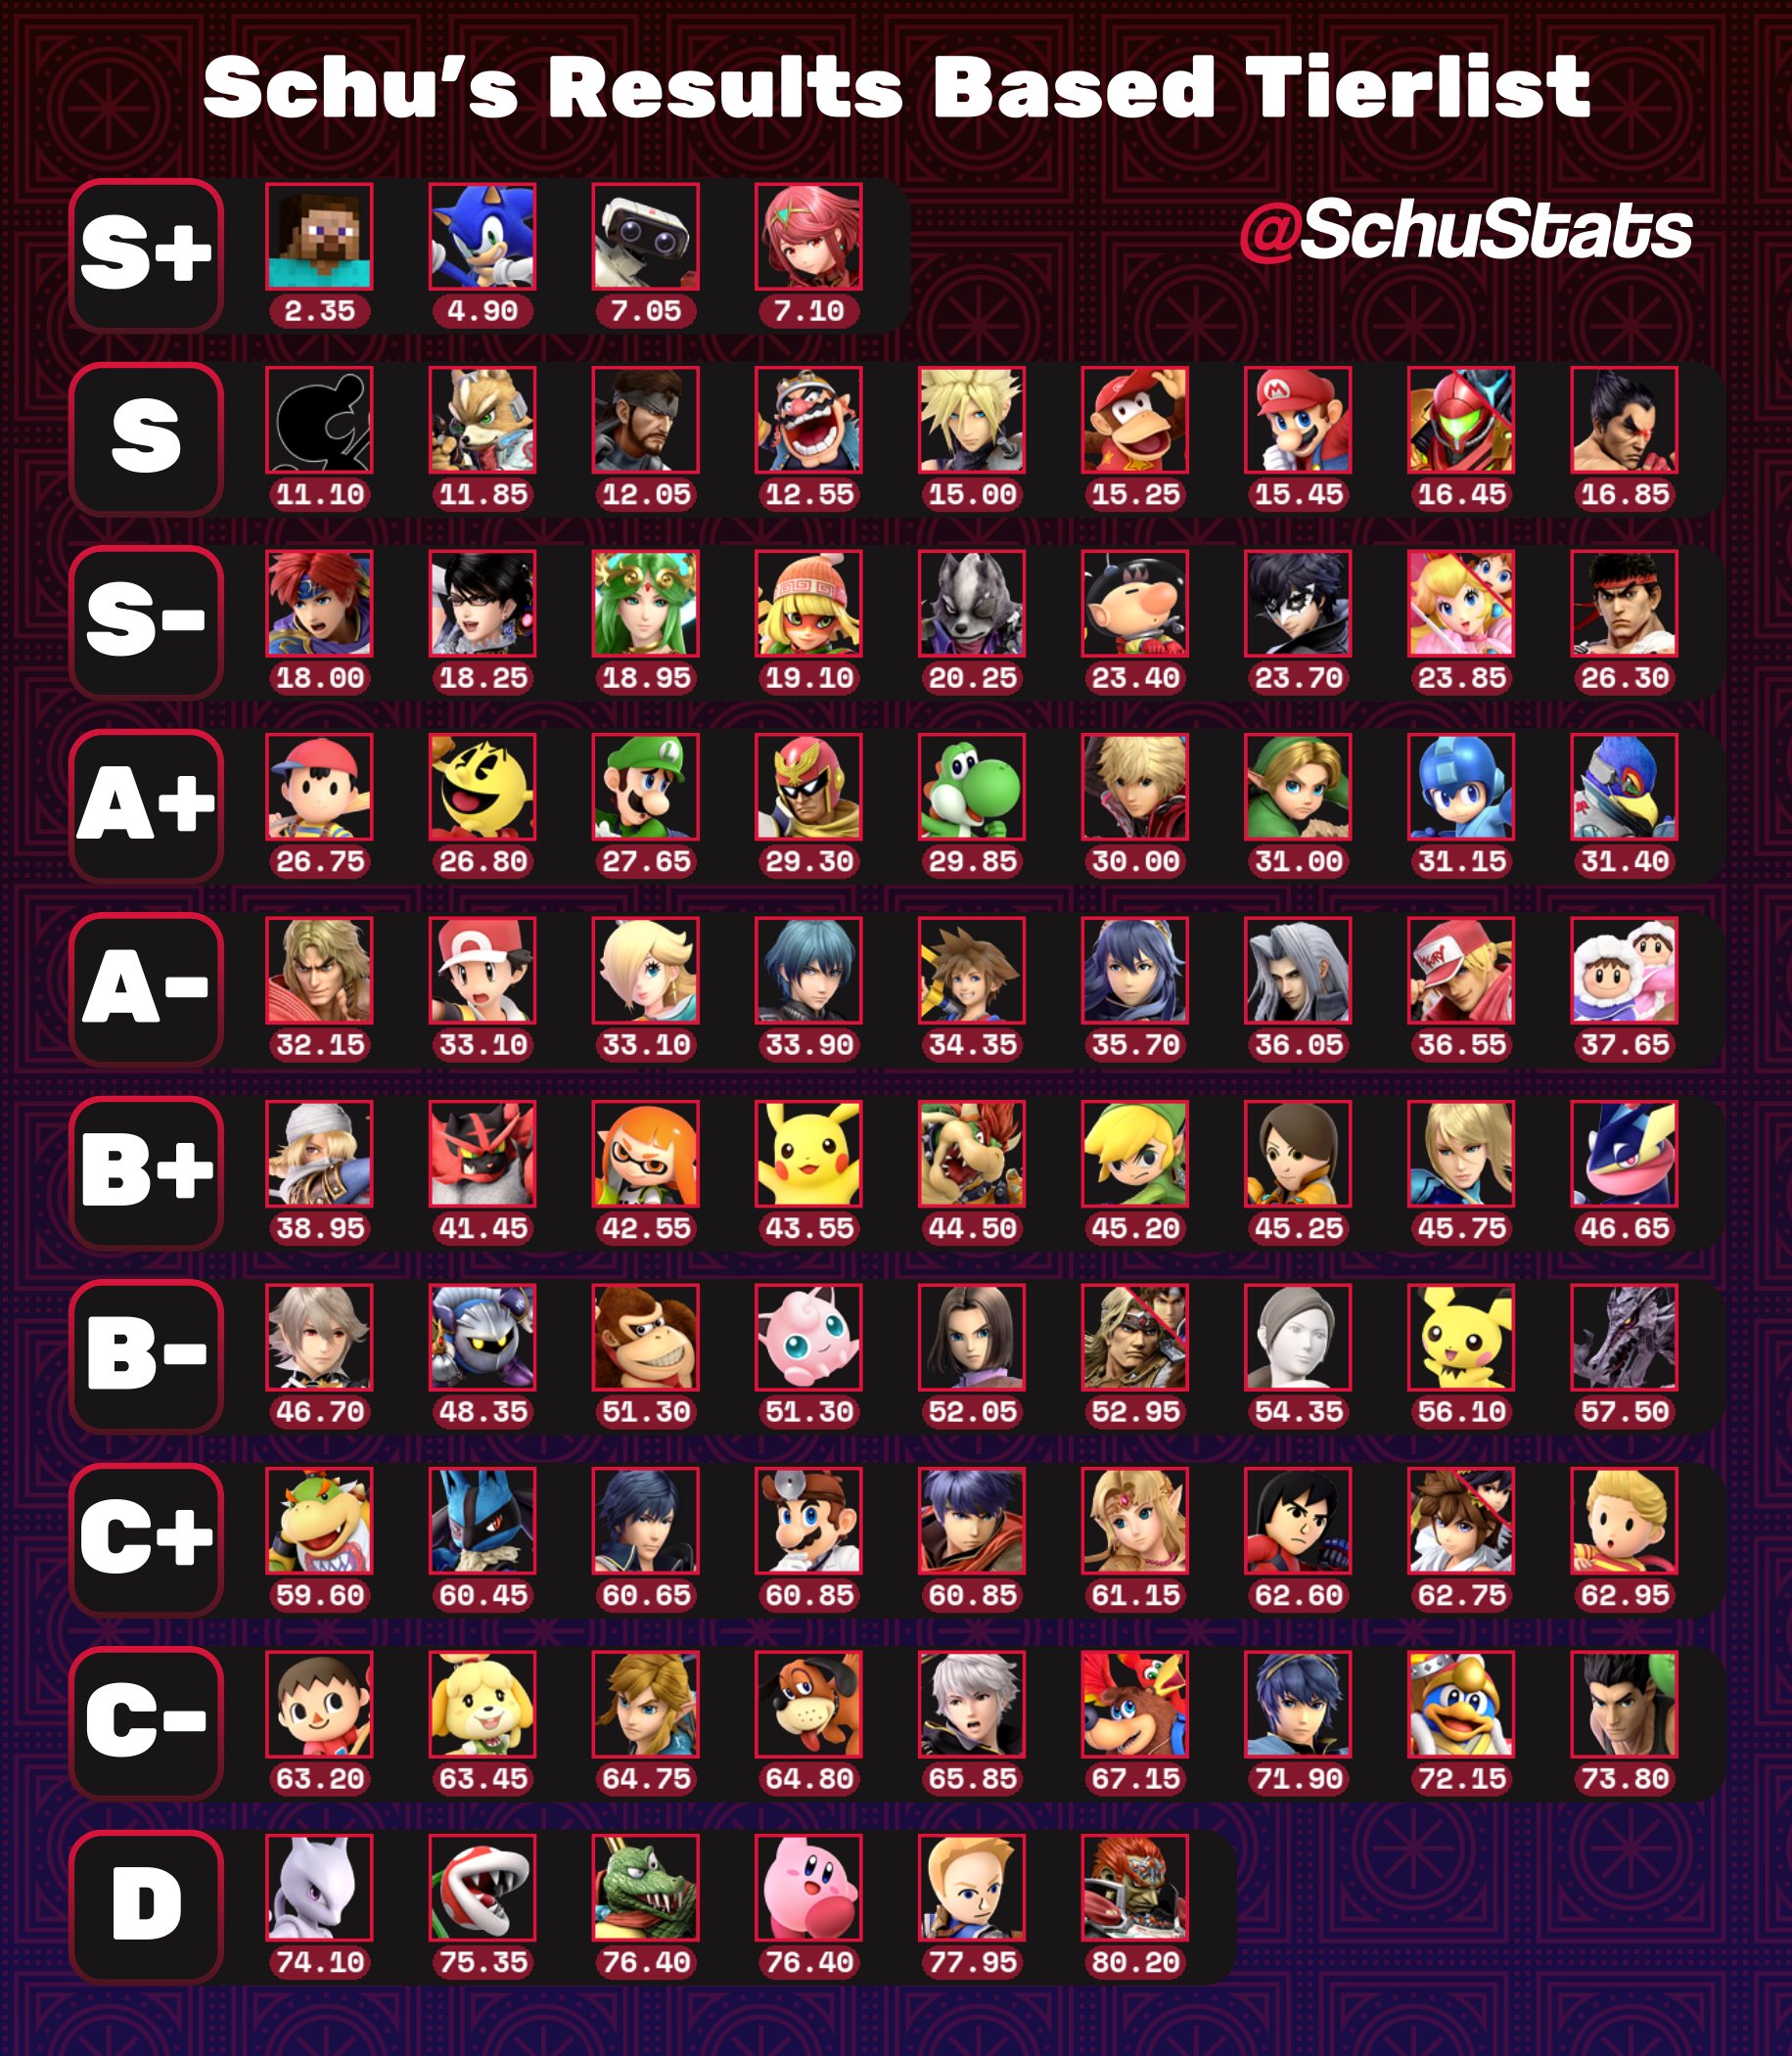 Schu's Results Based Tierlist
@SchuStats
S+
2.35 4.90 7.05 7.10
S
11.10 11.85 12.05 12.55 15.00 15.25 15.45 16.45 16.85
S-
18.00 18.25 18.95 19.10 20.25 23.40 23.70 23.85 26.30
A+
26.75 26.80 27.65 29.30 29.85 30.00 31.00 31.15 31.40
A-
32.15 33.10 33.10 33.90 34.35 35.70 36.05 36.55 37.65
B+
38.95 41.45 42.55 43.55 44.50 45.20 45.25 45.75 46.65
B-
46.70 48.35 51.30 51.30 52.05 52.95 54.35 56.10 57.50
C+
59.60 60.45 60.65 60.85 60.85 61.15 62.60 62.75 62.95
C-
63.20 63.45 64.75 64.80 65.85 67.15 71.90 72.15 73.80
D
74.10 75.35 76.40 76.40 77.95 80.20